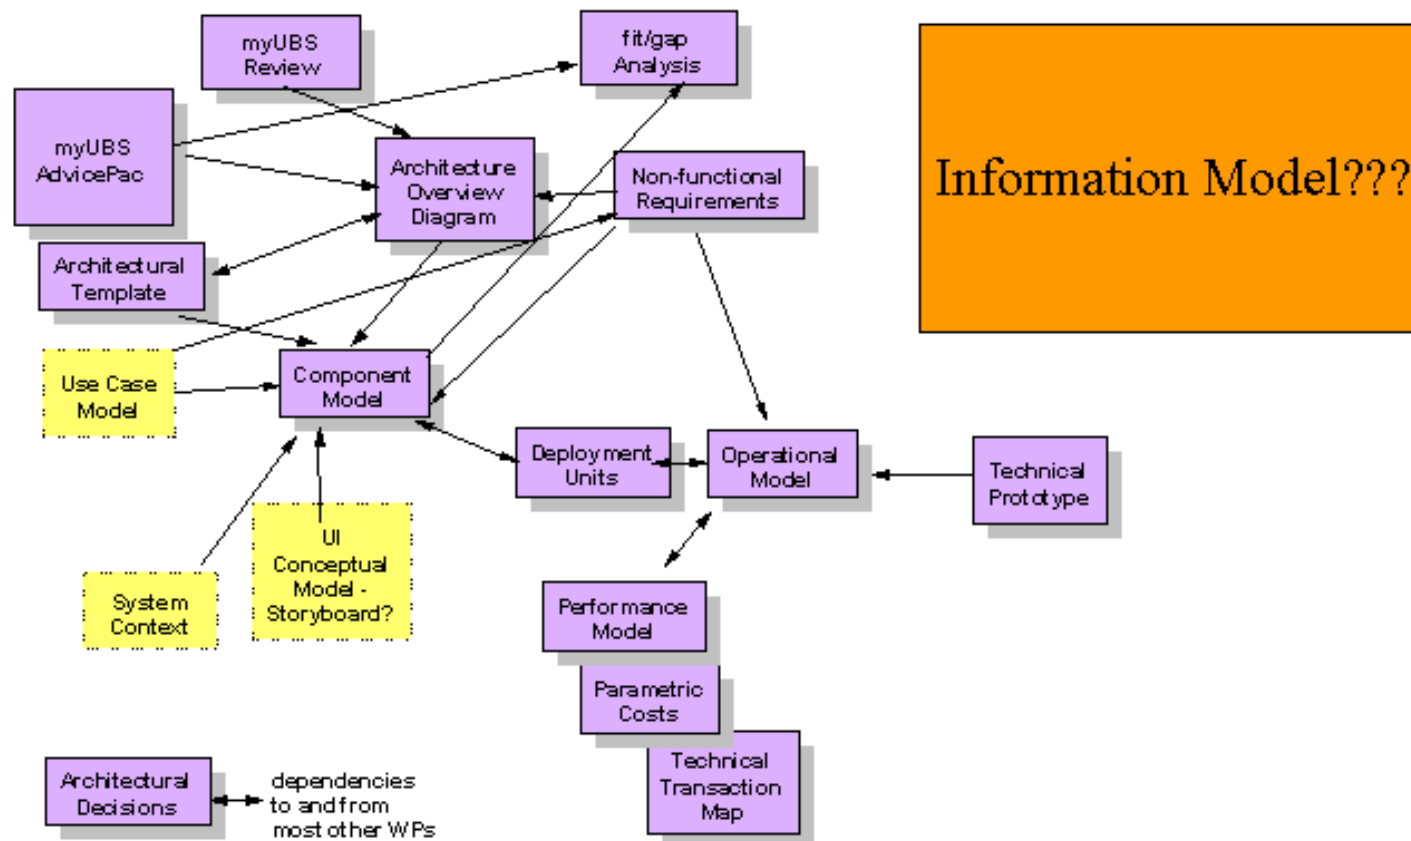 myUBS
Review
fit/gap
Analysis
Information Model???
myUBS
AdvicePac
Architecture
Overview
Diagram
Non-functional
Requirements
Architectural
Template
Use Case
Model
Component
Model
Deployment
Units
Operational
Model
Technical
Prototype
UI
Conceptual
Model -
Storyboard?
System
Context
Performance
Model
Parametric
Costs
Technical
Transaction
Map
Architectural
Decisions
dependencies
to and from
most other WPs